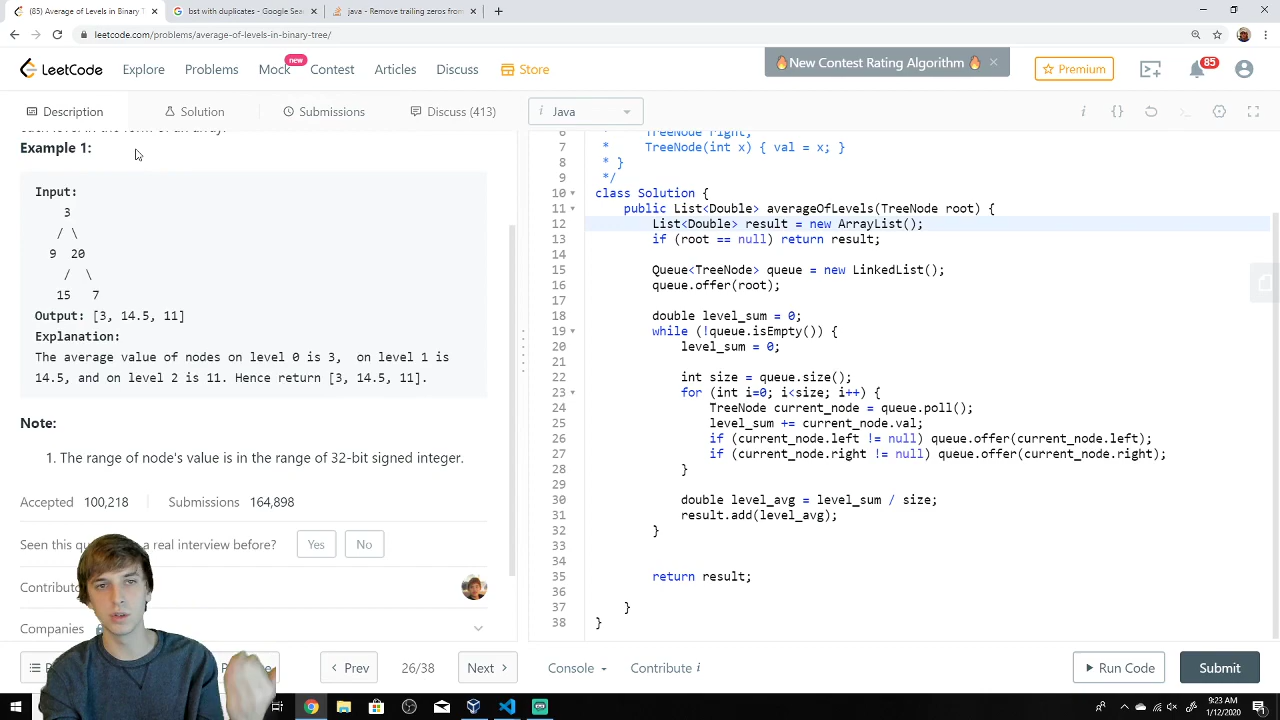 (85) Average of Levels in Binary T
bst with duplicates - Google Sea
java - Remove trailing zeros from
leetcode.com/problems/average-of-levels-in-binary-tree/
LeetCode
Explore
Problems
Mock
new
Contest
Articles
Discuss
Store
🔥New Contest Rating Algorithm 🔥
Premium
85
Description
Solution
Submissions
Discuss (413)
i Java
each level in the form of an array.
Example 1:
Input:
3
/ \
9 20
/ \
15 7
Output: [3, 14.5, 11]
Explanation:
The average value of nodes on level 0 is 3, on level 1 is
14.5, and on level 2 is 11. Hence return [3, 14.5, 11].
Note:
1. The range of node's value is in the range of 32-bit signed integer.
Accepted 100,218
Submissions 164,898
Seen this qu a real interview before?
Yes
No
Contributo
Companies
6 * TreeNode right;
7 * TreeNode(int x) { val = x; }
8 * }
9 */
10 class Solution {
11 public List<Double> averageOfLevels(TreeNode root) {
12 List<Double> result = new ArrayList();
13 if (root == null) return result;
14
15 Queue<TreeNode> queue = new LinkedList();
16 queue.offer(root);
17
18 double level_sum = 0;
19 while (!queue.isEmpty()) {
20 level_sum = 0;
21
22 int size = queue.size();
23 for (int i=0; i<size; i++) {
24 TreeNode current_node = queue.poll();
25 level_sum += current_node.val;
26 if (current_node.left != null) queue.offer(current_node.left);
27 if (current_node.right != null) queue.offer(current_node.right);
28 }
29
30 double level_avg = level_sum / size;
31 result.add(level_avg);
32 }
33
34
35 return result;
36
37 }
38 }
Prev
26/38
Next
Console
Contribute i
Run Code
Submit
9:23 AM
1/12/2020